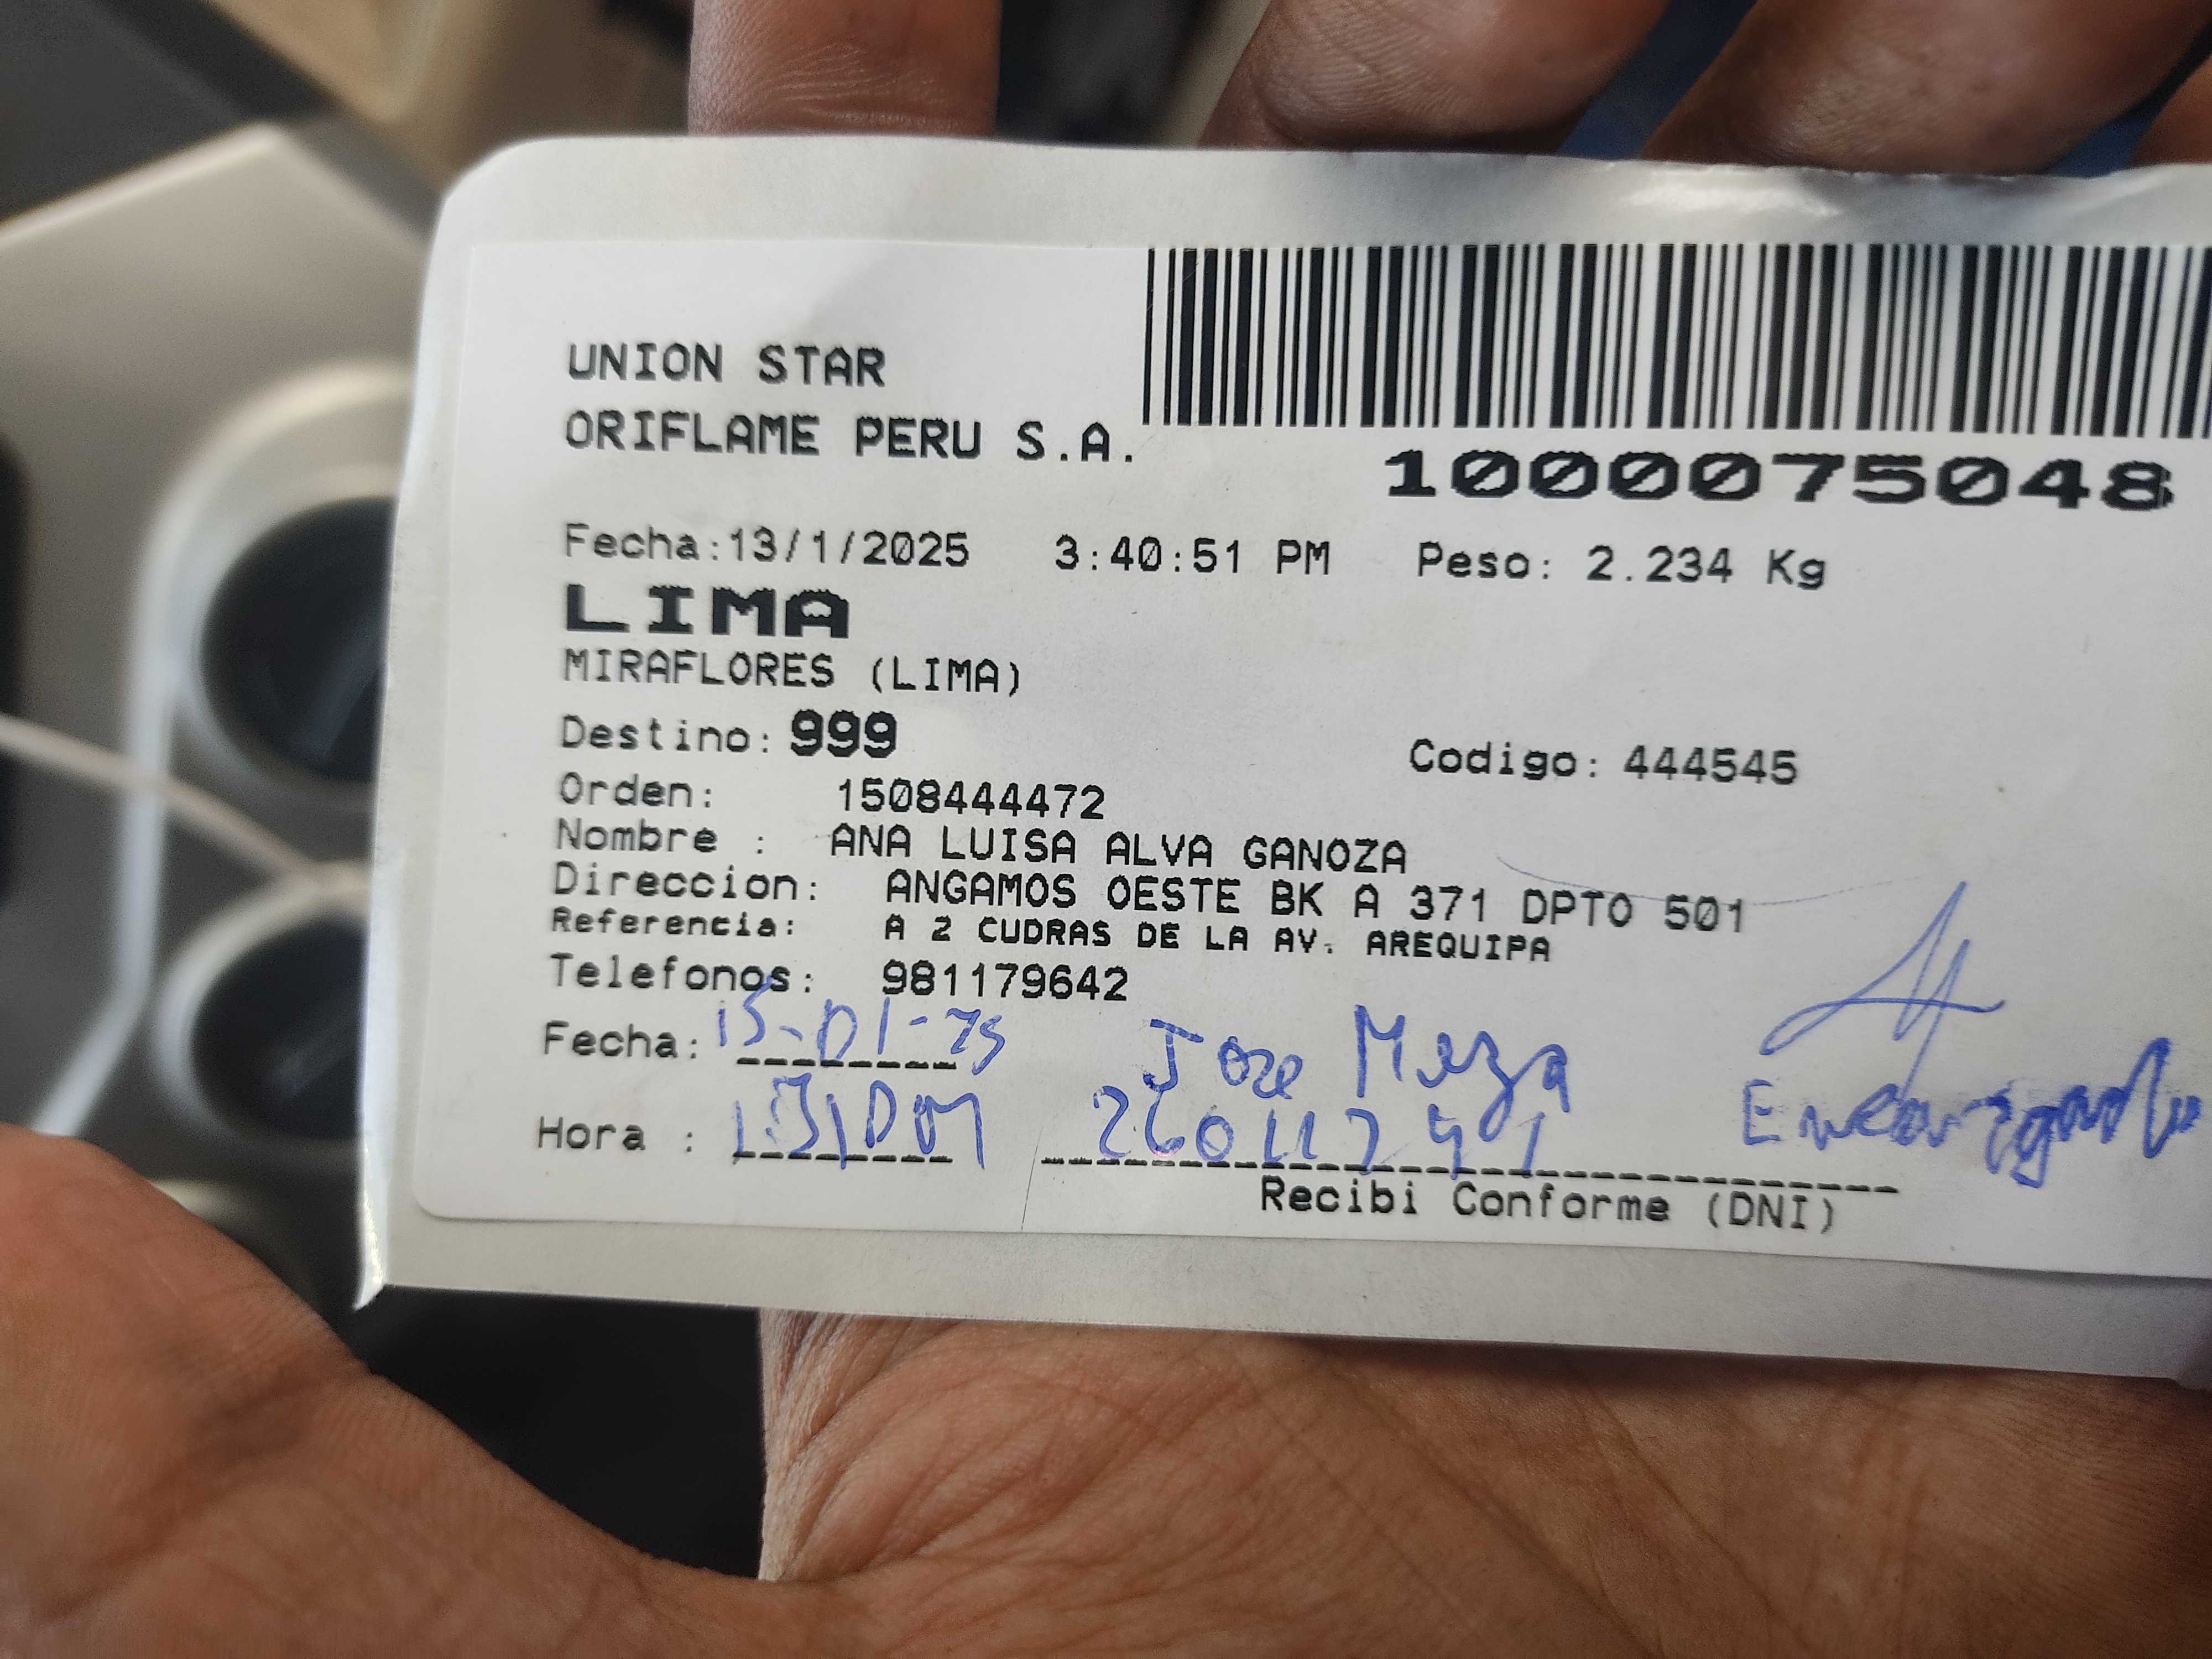 UNION STAR
ORIFLAME PERU S.A.
1000075048
Fecha:13/1/2025 3:40:51 PM Peso: 2.234 Kg
LIMA
MIRAFLORES (LIMA)
Destino: 999 Codigo: 444545
Orden: 1508444472
Nombre : ANA LUISA ALVA GANOZA
Direccion: ANGAMOS OESTE BK A 371 DPTO 501
Referencia: A 2 CUDRAS DE LA AV. AREQUIPA
Telefonos: 981179642
Fecha: 15-01-25 Jose Meza
Hora : Encargado
Recibi Conforme (DNI)